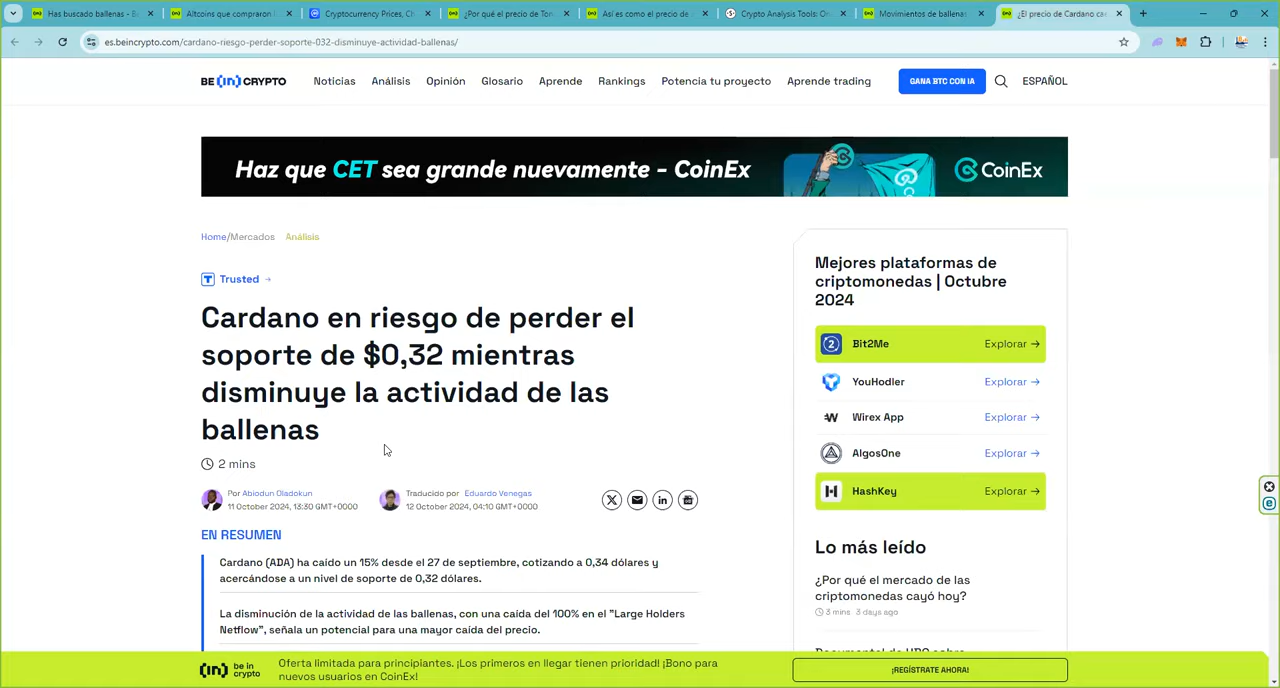 Has buscado ballenas - B
Altcoins que compraron l
Cryptocurrency Prices, Ch
¿Por qué el precio de Ton
Así es como el precio de
Crypto Analysis Tools: On
Movimientos de ballenas
¿El precio de Cardano ca
es.beincrypto.com/cardano-riesgo-perder-soporte-032-disminuye-actividad-ballenas/
BE [IN] CRYPTO
Noticias
Análisis
Opinión
Glosario
Aprende
Rankings
Potencia tu proyecto
Aprende trading
GANA BTC CON IA
ESPAÑOL
Haz que CET sea grande nuevamente - CoinEx
CoinEx
Home/Mercados
Análisis
Trusted →
Cardano en riesgo de perder el
soporte de $0,32 mientras
disminuye la actividad de las
ballenas
2 mins
Por Abiodun Oladokun
11 October 2024, 13:30 GMT+0000
Traducido por Eduardo Venegas
12 October 2024, 04:10 GMT+0000
EN RESUMEN
Cardano (ADA) ha caído un 15% desde el 27 de septiembre, cotizando a 0,34 dólares y
acercándose a un nivel de soporte de 0,32 dólares.
La disminución de la actividad de las ballenas, con una caída del 100% en el "Large Holders
Netflow", señala un potencial para una mayor caída del precio.
Mejores plataformas de
criptomonedas | Octubre
2024
Bit2Me Explorar →
YouHodler Explorar →
Wirex App Explorar →
AlgosOne Explorar →
HashKey Explorar →
Lo más leído
¿Por qué el mercado de las
criptomonedas cayó hoy?
3 mins 3 days ago
Documental de HBO sobre
be in
crypto
Oferta limitada para principiantes. ¡Los primeros en llegar tienen prioridad! ¡Bono para
nuevos usuarios en CoinEx!
¡REGÍSTRATE AHORA!